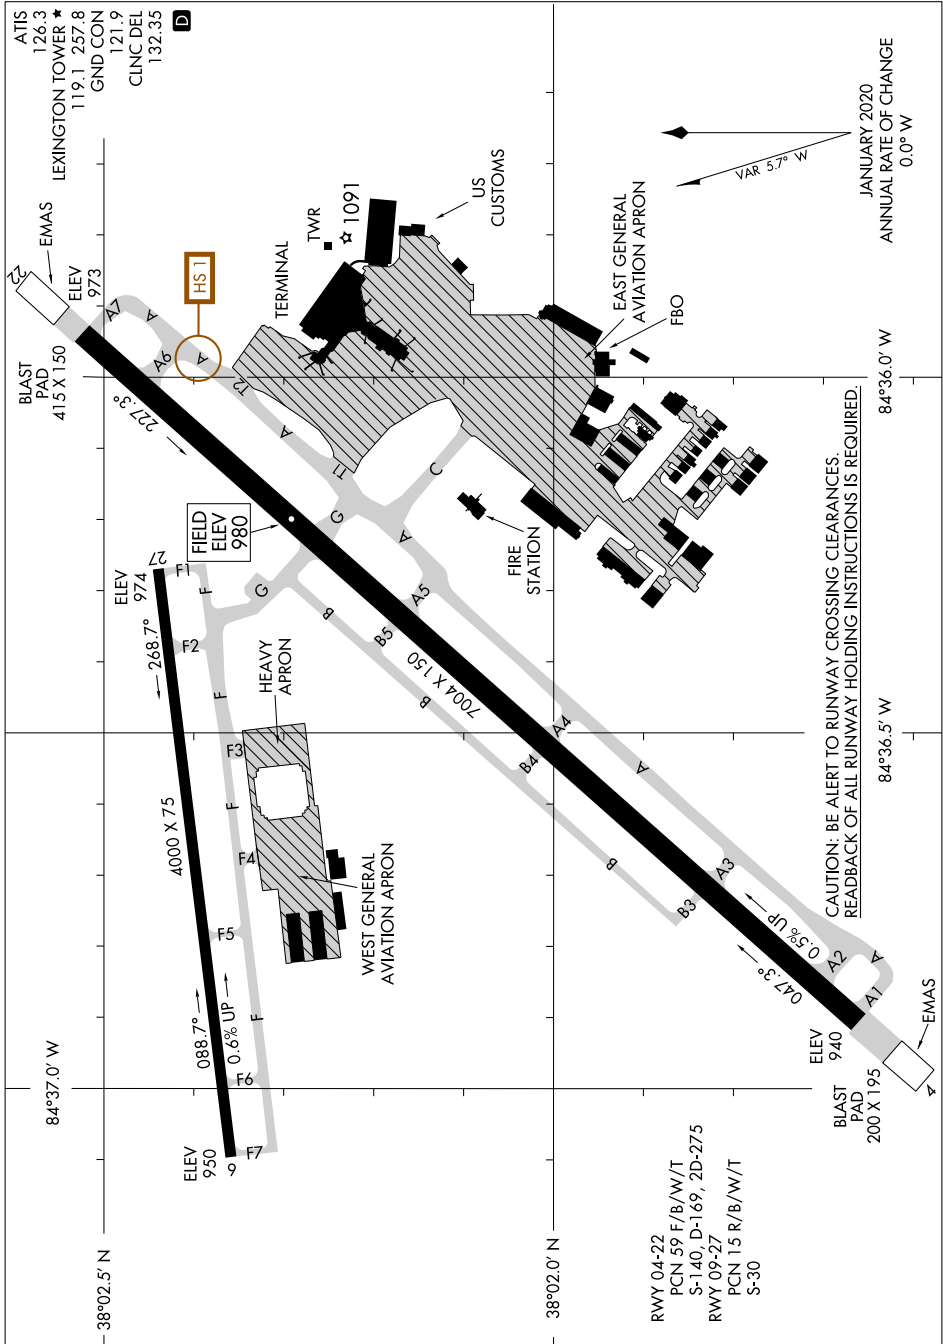 ATIS
126.3
LEXINGTON TOWER ★
119.1 257.8
GND CON
121.9
CLNC DEL
132.35
D
22
EMAS
ELEV
973
BLAST
PAD
415 X 150
A7
A
A6
HS 1
A
227.3°
T2
A
TERMINAL
TWR
1091
US
CUSTOMS
VAR 5.7° W
JANUARY 2020
ANNUAL RATE OF CHANGE
0.0° W
EAST GENERAL
AVIATION APRON
FBO
84°36.0' W
T1
C
G
A
FIELD
ELEV
980
FIRE
STATION
27
ELEV
974
F1
F
G
268.7°
F2
F
HEAVY
APRON
B
B5
A5
B
7004 X 150
F3
F
4000 X 75
F4
WEST GENERAL
AVIATION APRON
A4
B4
A
B
84°36.5' W
CAUTION: BE ALERT TO RUNWAY CROSSING CLEARANCES.
READBACK OF ALL RUNWAY HOLDING INSTRUCTIONS IS REQUIRED.
F5
A3
B3
088.7°
0.6% UP
F
0.5% UP
047.3°
A2
A
A1
F6
F7
ELEV
950
9
84°37.0' W
ELEV
940
EMAS
4
BLAST
PAD
200 X 195
38°02.5' N
38°02.0' N
RWY 04-22
PCN 59 F/B/W/T
S-140, D-169, 2D-275
RWY 09-27
PCN 15 R/B/W/T
S-30